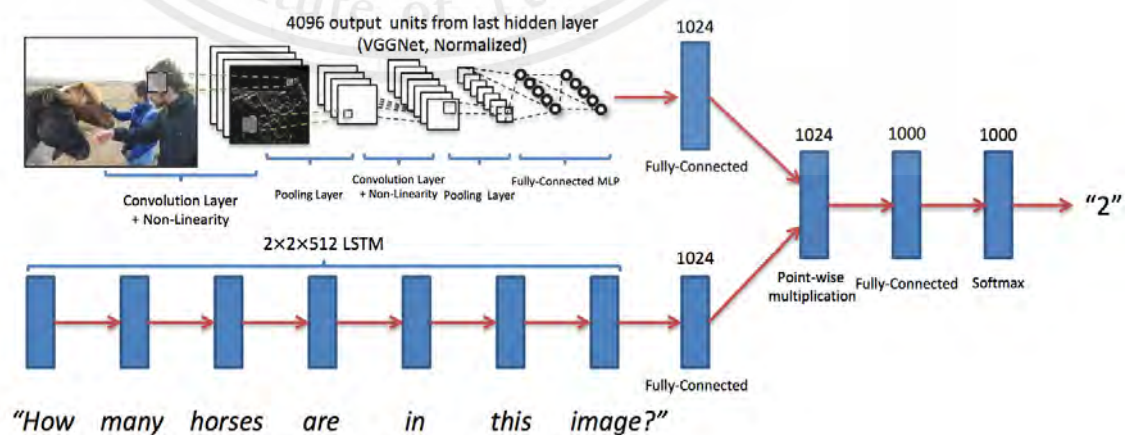 4096 output units from last hidden layer
(VGGNet, Normalized)
1024
Convolution Layer
+ Non-Linearity
Pooling Layer
Convolution Layer
+ Non-Linearity
Pooling Layer
Fully-Connected MLP
Fully-Connected
1024
1000
1000
"2"
Point-wise
multiplication
Fully-Connected
Softmax
2×2×512 LSTM
1024
Fully-Connected
"How many horses are in this image?"